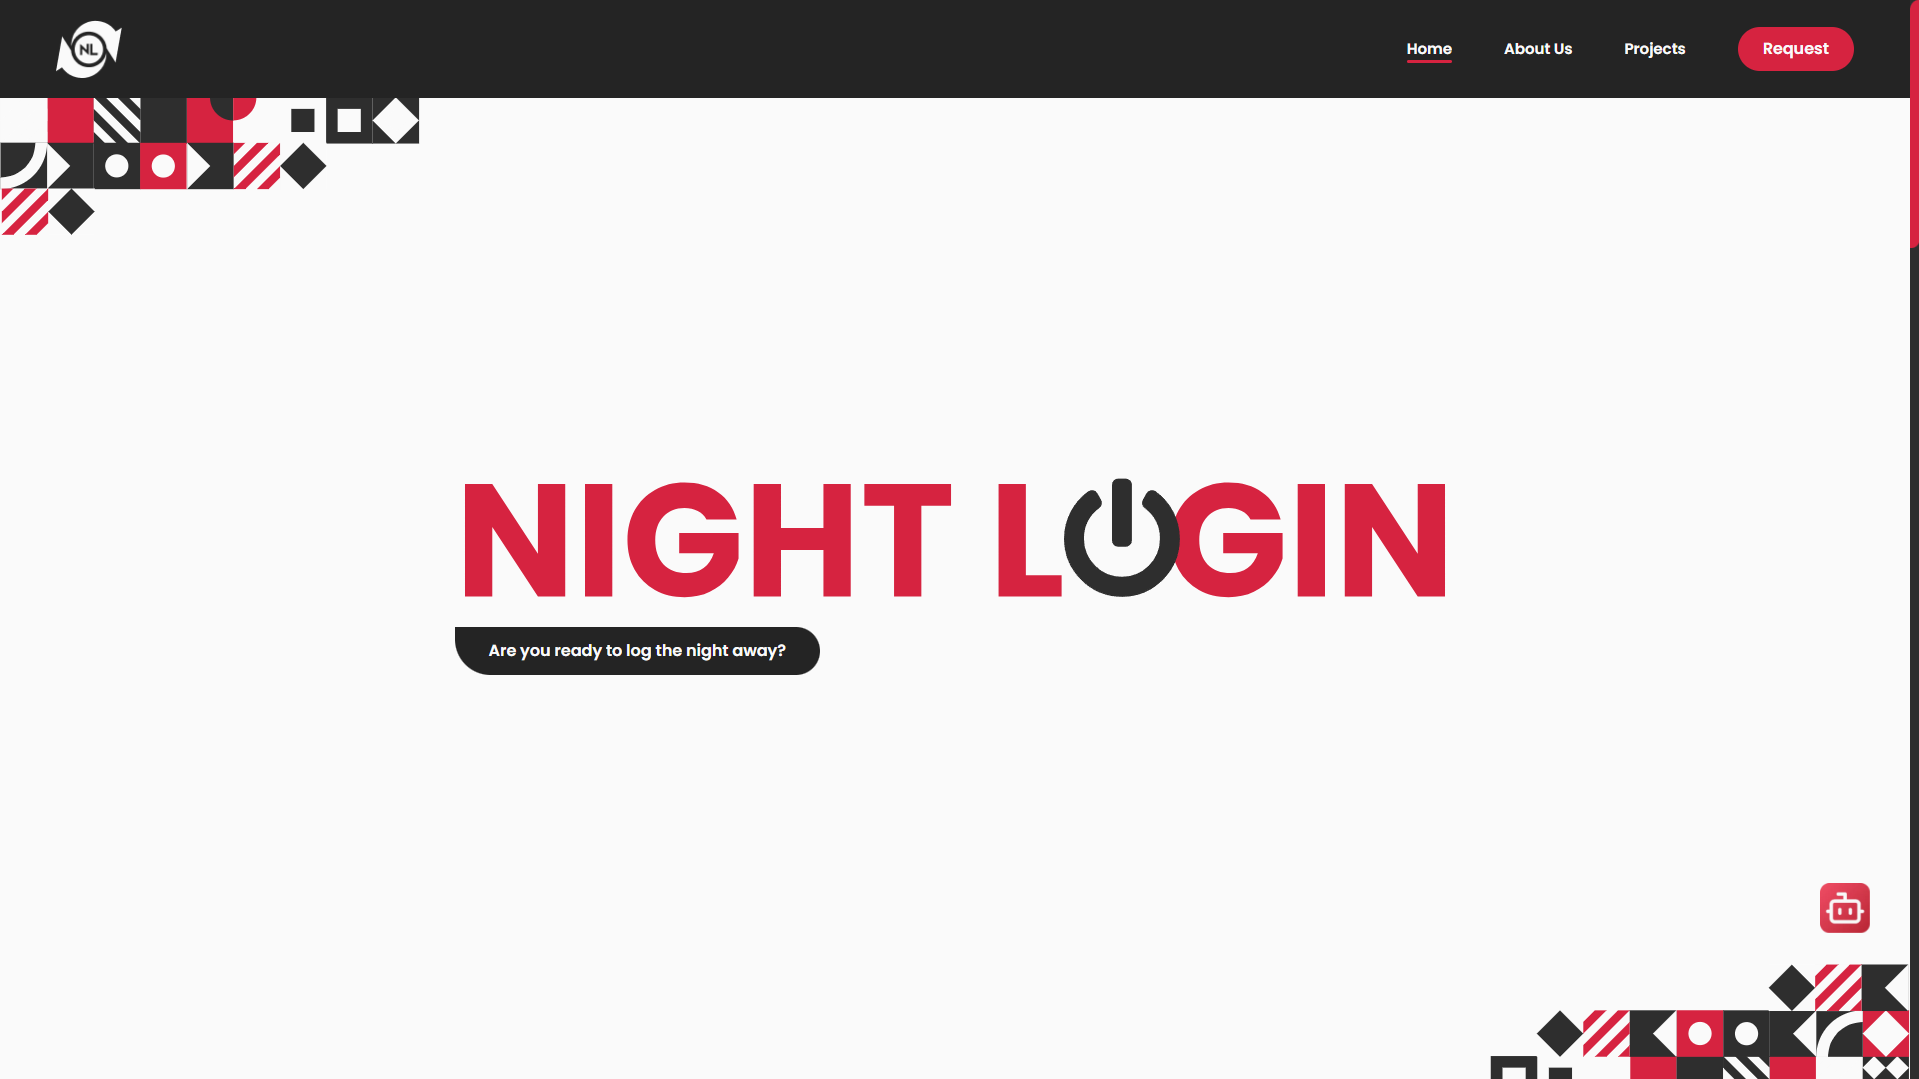 NL
Home
About Us
Projects
Request
NIGHT LOGIN
Are you ready to log the night away?